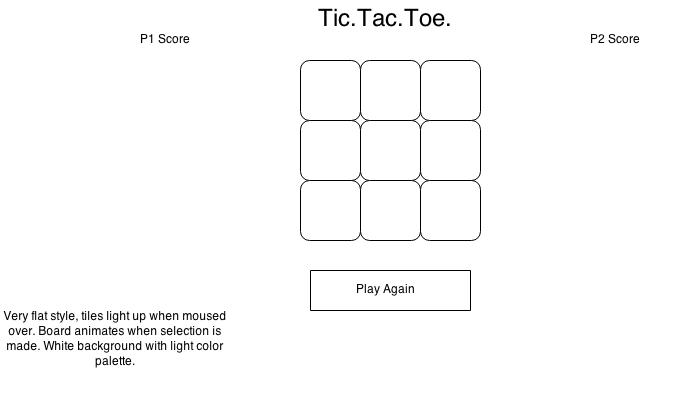 Tic.Tac.Toe.
P1 Score
P2 Score
Play Again
Very flat style, tiles light up when moused
over. Board animates when selection is
made. White background with light color
palette.